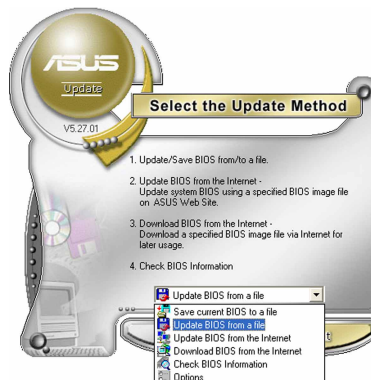 ASUS
Update
V5.27.01
Select the Update Method
1. Update/Save BIOS from/to a file.
2. Update BIOS from the Internet -
Update system BIOS using a specified BIOS image file
on ASUS Web Site.
3. Download BIOS from the Internet -
Download a specified BIOS image file via Internet for
later usage.
4. Check BIOS Information
Update BIOS from a file
Save current BIOS to a file
Update BIOS from a file
Update BIOS from the Internet
Download BIOS from the Internet
Check BIOS Information
Options